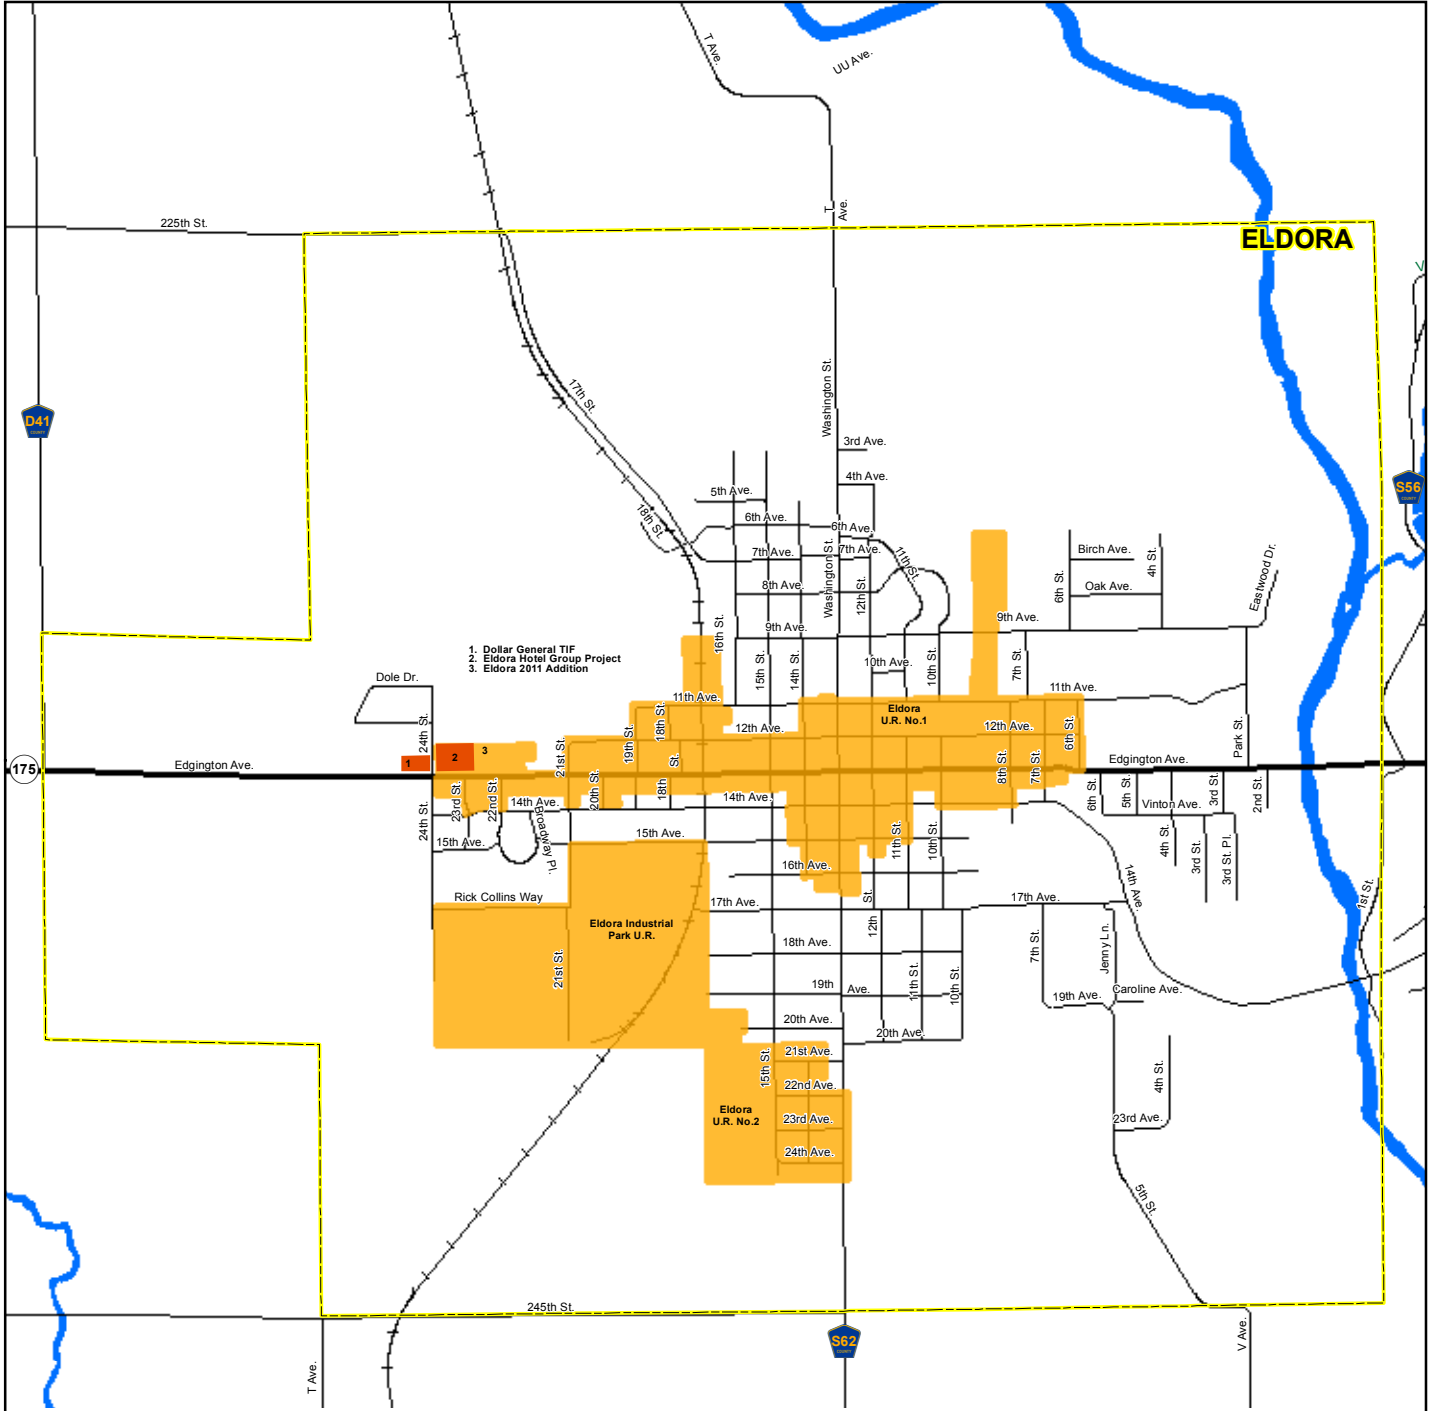 T Ave.
UU Ave.
T
Ave.
225th St.
ELDORA
V
D41
COUNTY
17th St.
Washington St.
3rd Ave.
4th Ave.
S56
COUNTY
5th Ave.
18th St.
6th Ave.
6th Ave.
7th Ave.
7th Ave.
11th St.
Washington St.
Birch Ave.
4h St.
8th Ave.
12th St.
6th St.
Oak Ave.
Eastwood Dr.
16th St.
9th Ave.
9th Ave.
1. Dollar General TIF
2. Eldora Hotel Group Project
3. Eldora 2011 Addition
15th St.
14th St.
10th Ave.
10th St.
7th St.
Dole Dr.
11th Ave.
11th Ave.
Eldora
U.R. No.1
24th St.
19th St.
18th St.
12th Ave.
12th Ave.
6th St.
Park St.
3
2
1
21st St.
175
Edgington Ave.
Edgington Ave.
8th St.
7th St.
23rd St.
22nd St.
20th St.
18th
St.
14th Ave.
14th Ave.
6th St.
5th St.
Vinton Ave.
3rd St.
2nd St.
24th St.
15th Ave.
Broadway Pl.
15th Ave.
11th St.
10th St.
4th St.
3rd St.
3rd St. Pl.
16th Ave.
14th Ave.
1st St.
Rick Collins Way
17th Ave.
St.
12th
17th Ave.
Eldora Industrial
Park U.R.
18th Ave.
7th St.
Jenny Ln.
21st St.
19th
Ave.
11th St.
10th St.
19th Ave.
Caroline Ave.
20th Ave.
20th Ave.
15th St.
21st Ave.
22nd Ave.
4th St.
Eldora
U.R. No.2
23rd Ave.
23rd Ave.
24th Ave.
5th St.
245th St.
S62
COUNTY
T Ave.
V Ave.